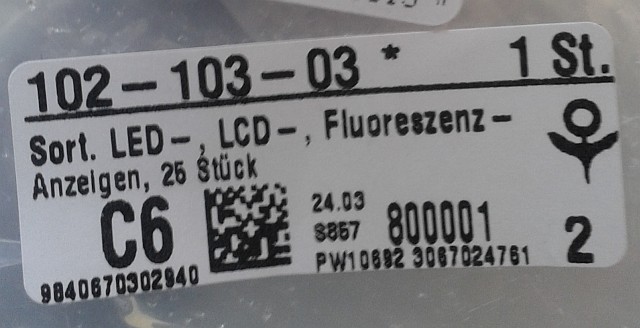 102-103-03 * 1 St.
Sort. LED-, LCD-, Fluoreszenz-
Anzeigen, 25 Stück
C6
24.03
S857 800001
2
PW10692 3067024761
9840670302940